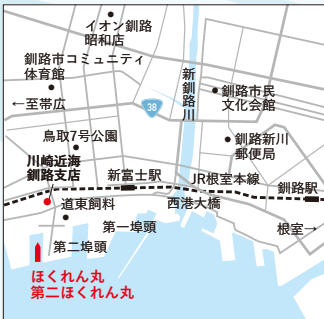 イオン釧路
昭和店
釧路市コミュニティ
体育館
←至帯広
38
新釧路川
釧路市民
文化会館
鳥取7号公園
釧路新川
郵便局
川崎近海
釧路支店
新富士駅
JR根室本線
釧路駅
道東飼料
西港大橋
第一埠頭
根室→
第二埠頭
ほくれん丸
第二ほくれん丸